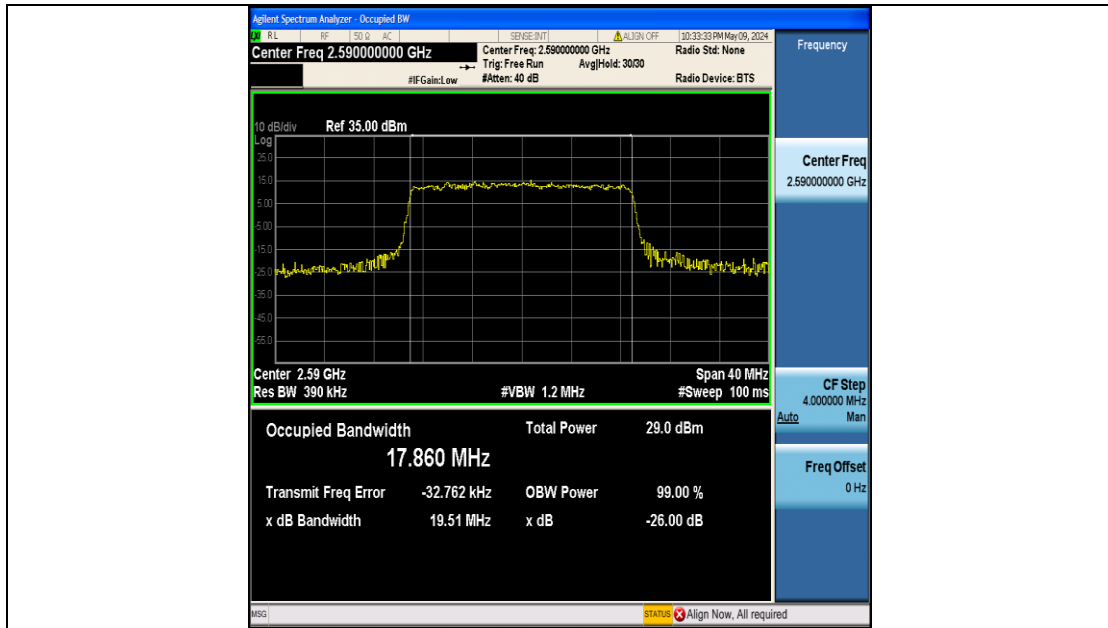 Agilent Spectrum Analyzer - Occupied BW
RL RF 50 Ω AC SENSE:INT ALIGN OFF 10:33:33 PM May 09, 2024
Center Freq 2.590000000 GHz
Center Freq: 2.590000000 GHz
Radio Std: None
Trig: Free Run Avg|Hold: 30/30
#IFGain:Low
#Atten: 40 dB
Radio Device: BTS
10 dB/div Ref 35.00 dBm
Log
25.0
15.0
5.00
-5.00
-15.0
-25.0
-35.0
-45.0
-55.0
Center 2.59 GHz Span 40 MHz
Res BW 390 kHz #VBW 1.2 MHz #Sweep 100 ms
Occupied Bandwidth Total Power 29.0 dBm
17.860 MHz
Transmit Freq Error -32.762 kHz OBW Power 99.00 %
x dB Bandwidth 19.51 MHz x dB -26.00 dB
MSG STATUS Align Now, All required
Frequency
Center Freq
2.590000000 GHz
CF Step
4.000000 MHz
Auto Man
Freq Offset
0 Hz